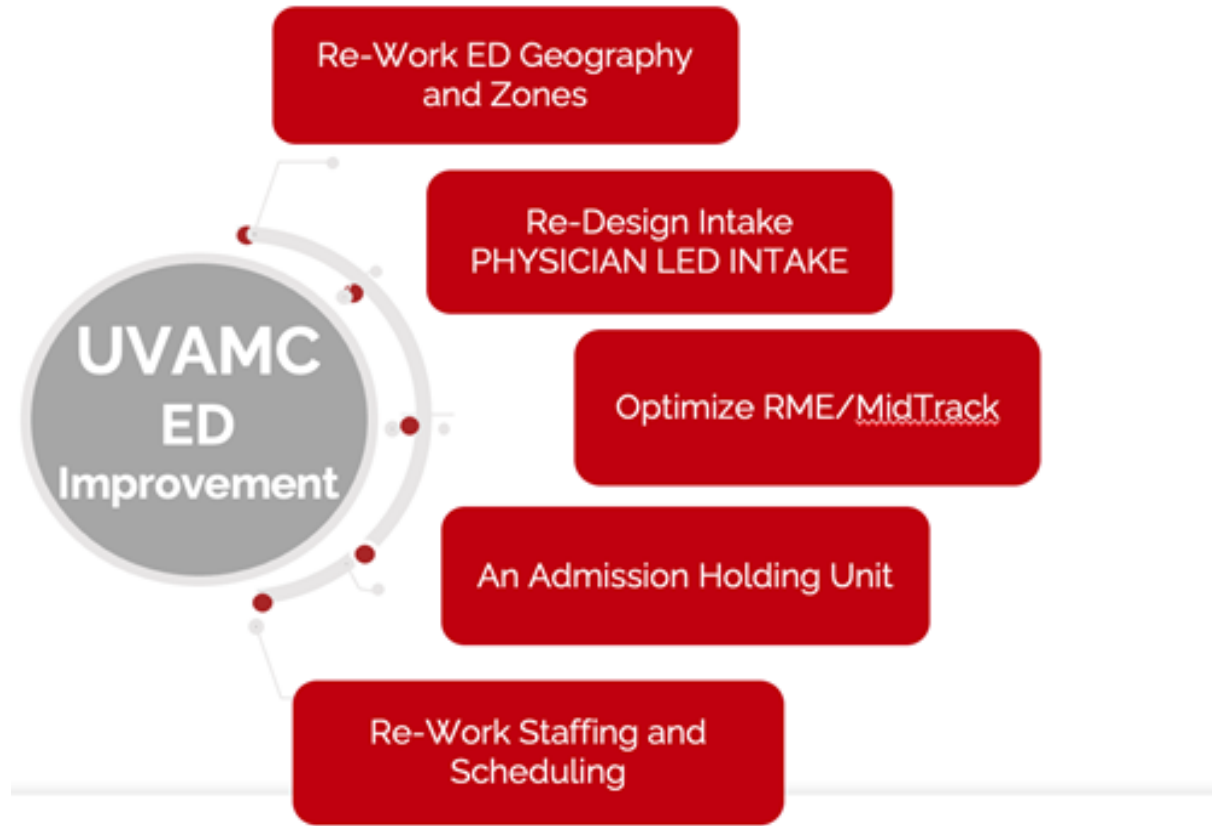 Re-Work ED Geography
and Zones
Re-Design Intake
PHYSICIAN LED INTAKE
UVAMC
ED
Improvement
Optimize RME/MidTrack
An Admission Holding Unit
Re-Work Staffing and
Scheduling